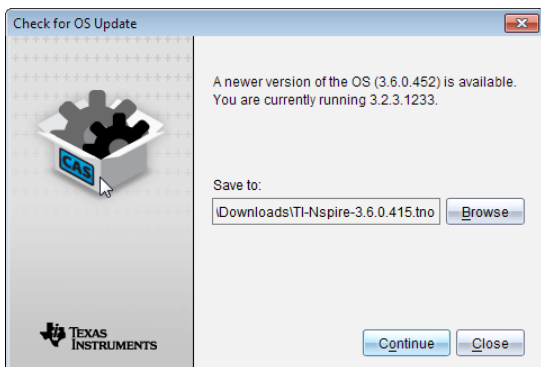 Check for OS Update
A newer version of the OS (3.6.0.452) is available.
You are currently running 3.2.3.1233.
CAS
Save to:
\Downloads\TI-Nspire-3.6.0.415.tno
Browse
TEXAS
INSTRUMENTS
Continue
Close